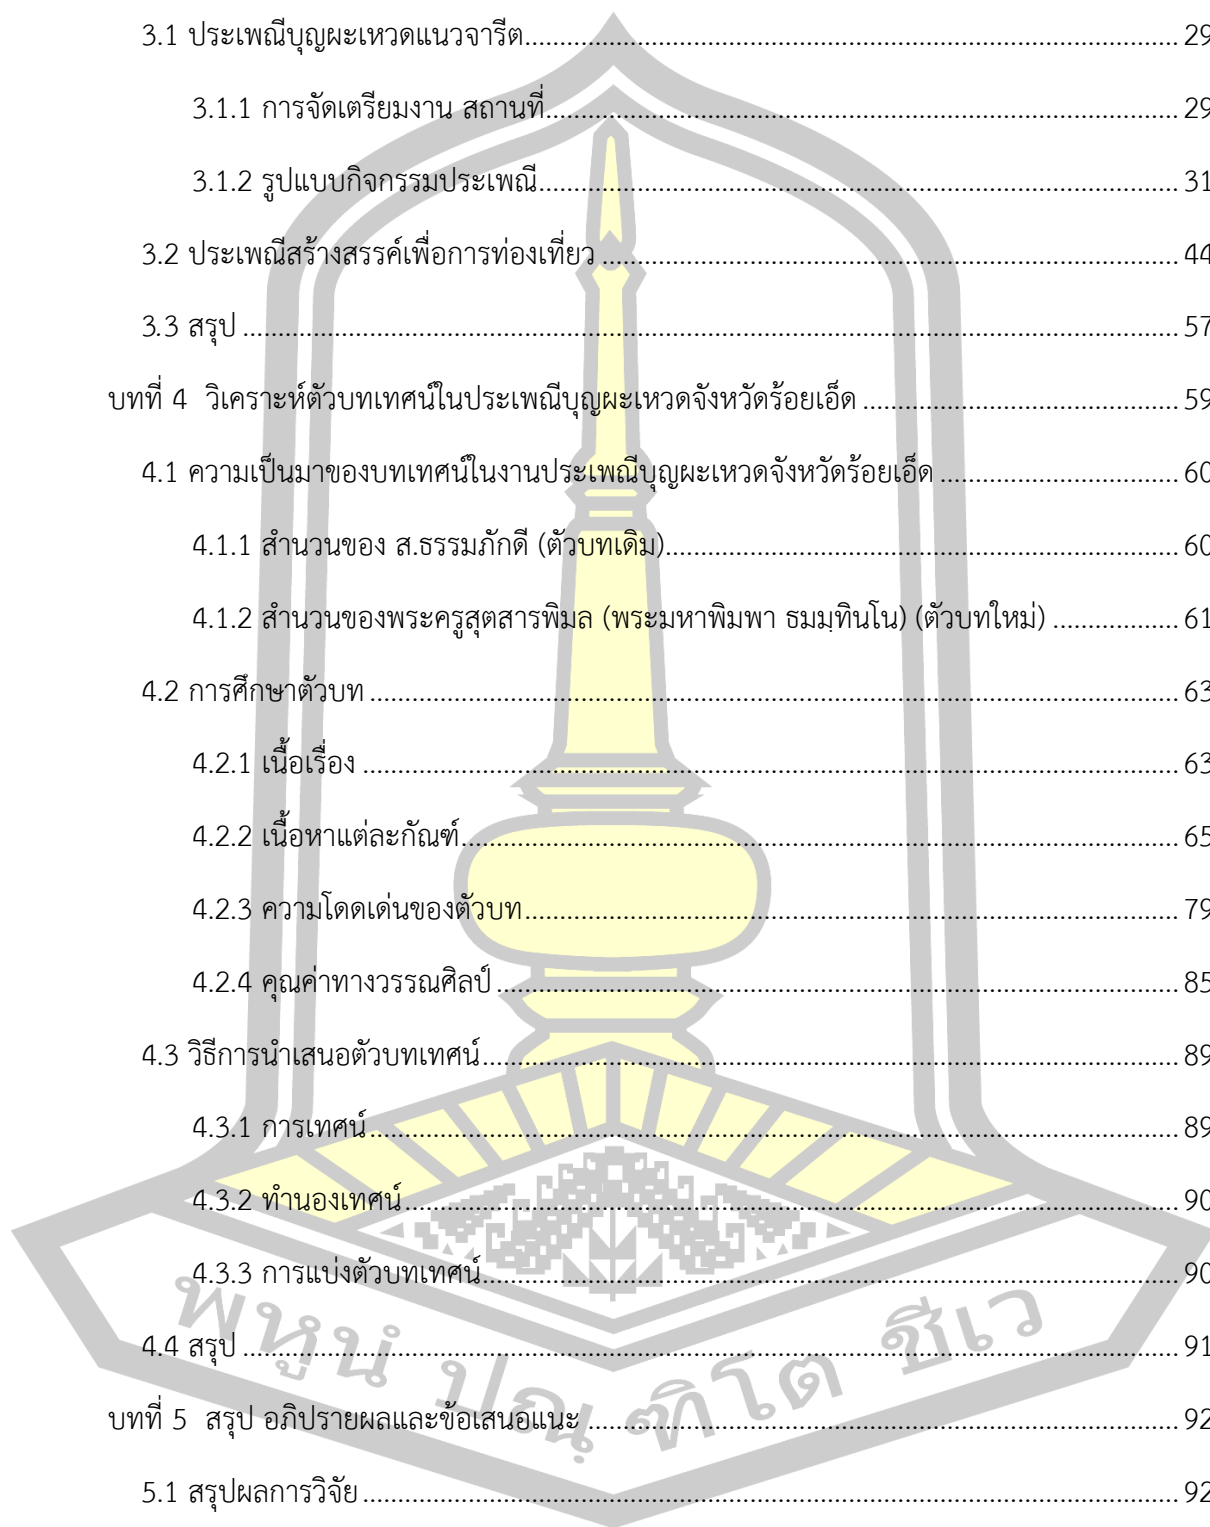 3.1 ประเพณีบุญผะเหวดแนวจารีต 29
3.1.1 การจัดเตรียมงาน สถานที่ 29
3.1.2 รูปแบบกิจกรรมประเพณี 31
3.2 ประเพณีสร้างสรรค์เพื่อการท่องเที่ยว 44
3.3 สรุป 57
บทที่ 4 วิเคราะห์ตัวบทเทศน์ในประเพณีบุญผะเหวดจังหวัดร้อยเอ็ด 59
4.1 ความเป็นมาของบทเทศน์ในงานประเพณีบุญผะเหวดจังหวัดร้อยเอ็ด 60
4.1.1 สำนวนของ ส.ธรรมภักดี (ตัวบทเดิม) 60
4.1.2 สำนวนของพระครูสุตสารพิมล (พระมหาพิมพา ธมฺมทินโน) (ตัวบทใหม่) 61
4.2 การศึกษาตัวบท 63
4.2.1 เนื้อเรื่อง 63
4.2.2 เนื้อหาแต่ละกัณฑ์ 65
4.2.3 ความโดดเด่นของตัวบท 79
4.2.4 คุณค่าทางวรรณศิลป์ 85
4.3 วิธีการนำเสนอตัวบทเทศน์ 89
4.3.1 การเทศน์ 89
4.3.2 ทำนองเทศน์ 90
4.3.3 การแบ่งตัวบทเทศน์ 90
4.4 สรุป 91
บทที่ 5 สรุป อภิปรายผลและข้อเสนอแนะ 92
5.1 สรุปผลการวิจัย 92
พหูนํ ปณฺฑิโต ชีเว